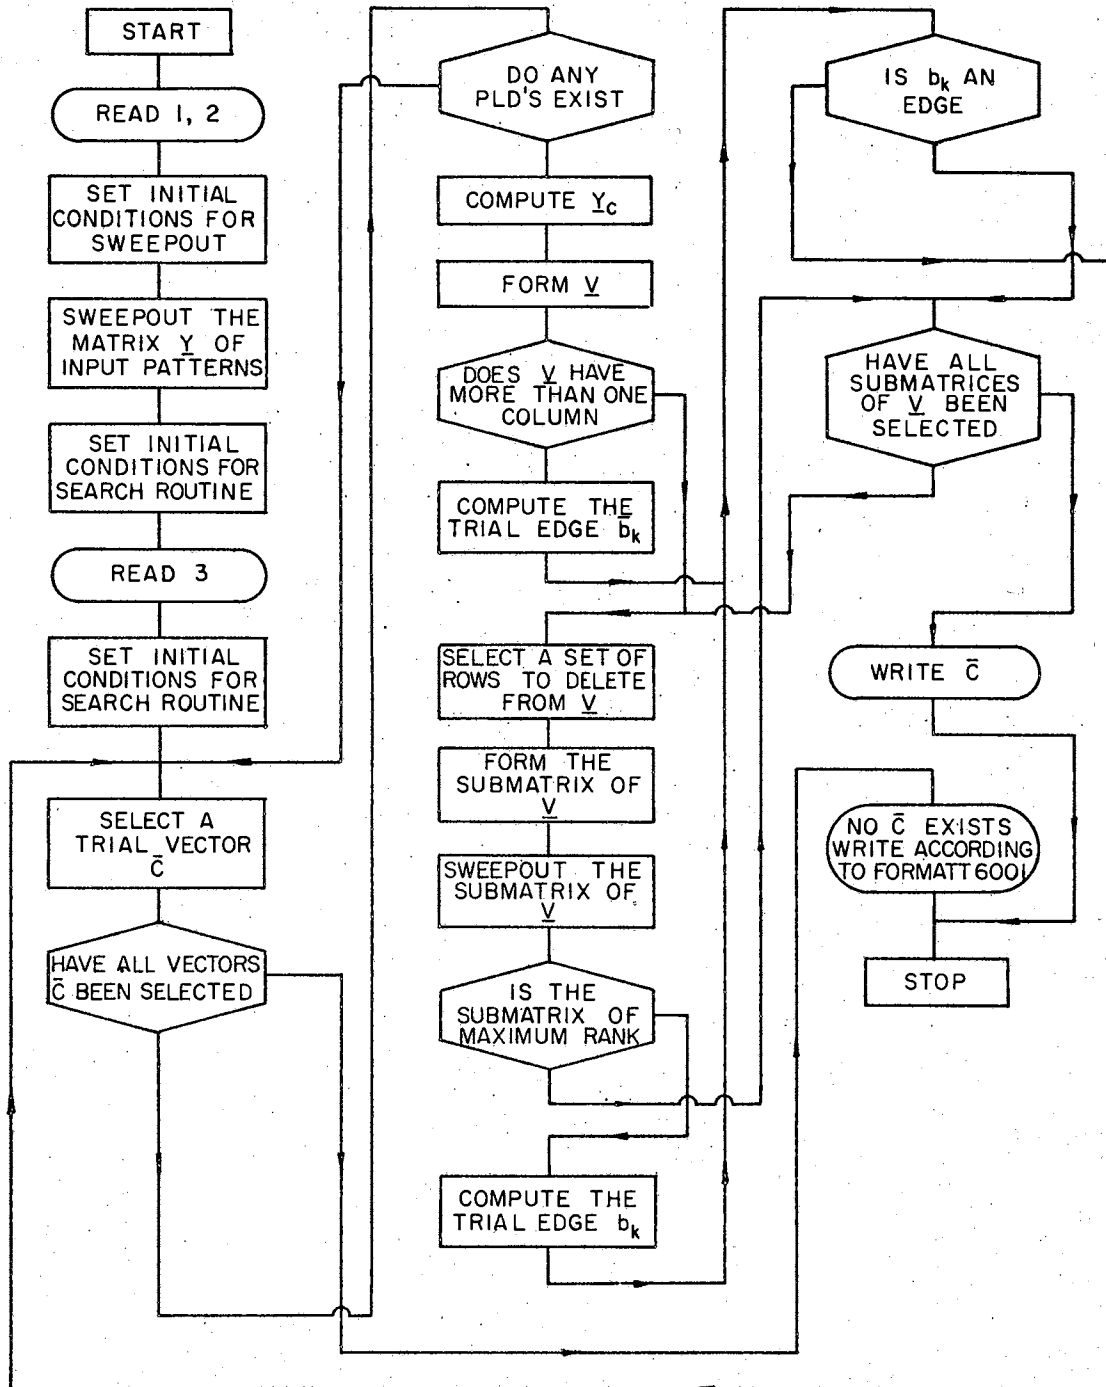 START
READ 1, 2
SET INITIAL
CONDITIONS FOR
SWEEPOUT
SWEEPOUT THE
MATRIX Y OF
INPUT PATTERNS
SET INITIAL
CONDITIONS FOR
SEARCH ROUTINE
READ 3
SET INITIAL
CONDITIONS FOR
SEARCH ROUTINE
SELECT A
TRIAL VECTOR
C̄
HAVE ALL VECTORS
C̄ BEEN SELECTED
DO ANY
PLD'S EXIST
COMPUTE Y_C
FORM V
DOES V HAVE
MORE THAN ONE
COLUMN
COMPUTE THE
TRIAL EDGE b̄_k
SELECT A SET OF
ROWS TO DELETE
FROM V
FORM THE
SUBMATRIX OF
V
SWEEPOUT THE
SUBMATRIX OF
V
IS THE
SUBMATRIX OF
MAXIMUM RANK
COMPUTE THE
TRIAL EDGE b_k
IS b_k AN
EDGE
HAVE ALL
SUBMATRICES
OF V BEEN
SELECTED
WRITE C̄
NO C̄ EXISTS
WRITE ACCORDING
TO FORMATT 6001
STOP